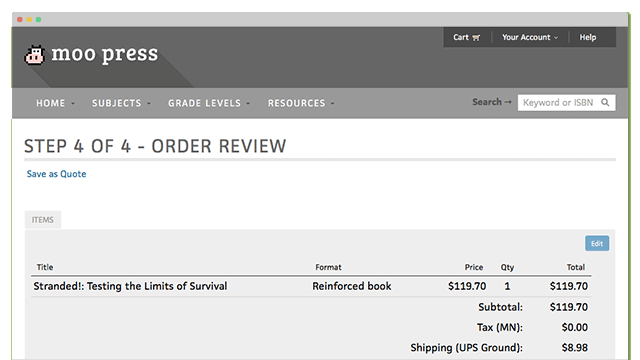 Cart Your Account Help
moo press
HOME SUBJECTS GRADE LEVELS RESOURCES Search → Keyword or ISBN
STEP 4 OF 4 - ORDER REVIEW
Save as Quote
ITEMS
Edit
Title Format Price Qty Total
Stranded!: Testing the Limits of Survival Reinforced book $119.70 1 $119.70
Subtotal: $119.70
Tax (MN): $0.00
Shipping (UPS Ground): $8.98